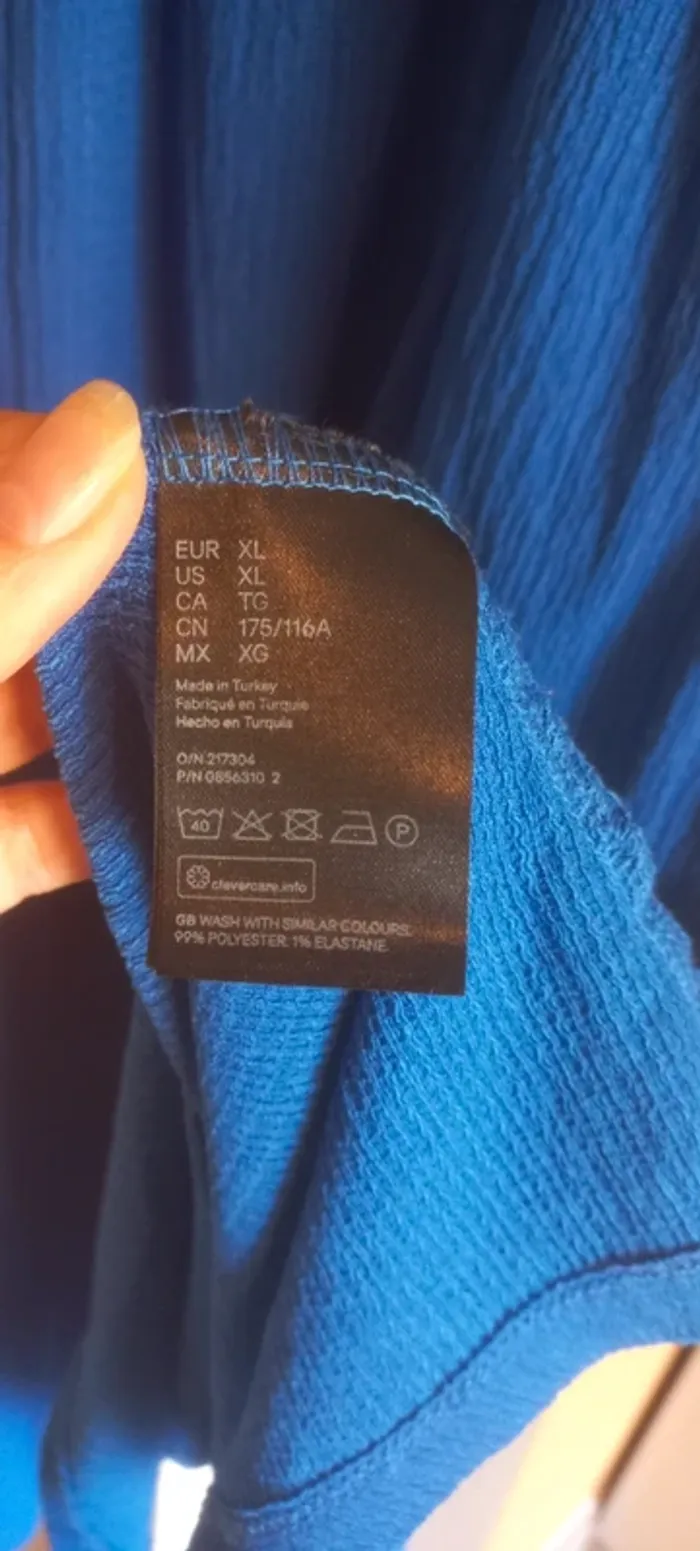 EUR XL
US XL
CA TG
CN 175/116A
MX XG
Made in Turkey
Fabriqué en Turquie
Hecho en Turquía
O/N 217304
P/N 0856310 2
40
P
clevercare.info
GB WASH WITH SIMILAR COLOURS.
99% POLYESTER. 1% ELASTANE.